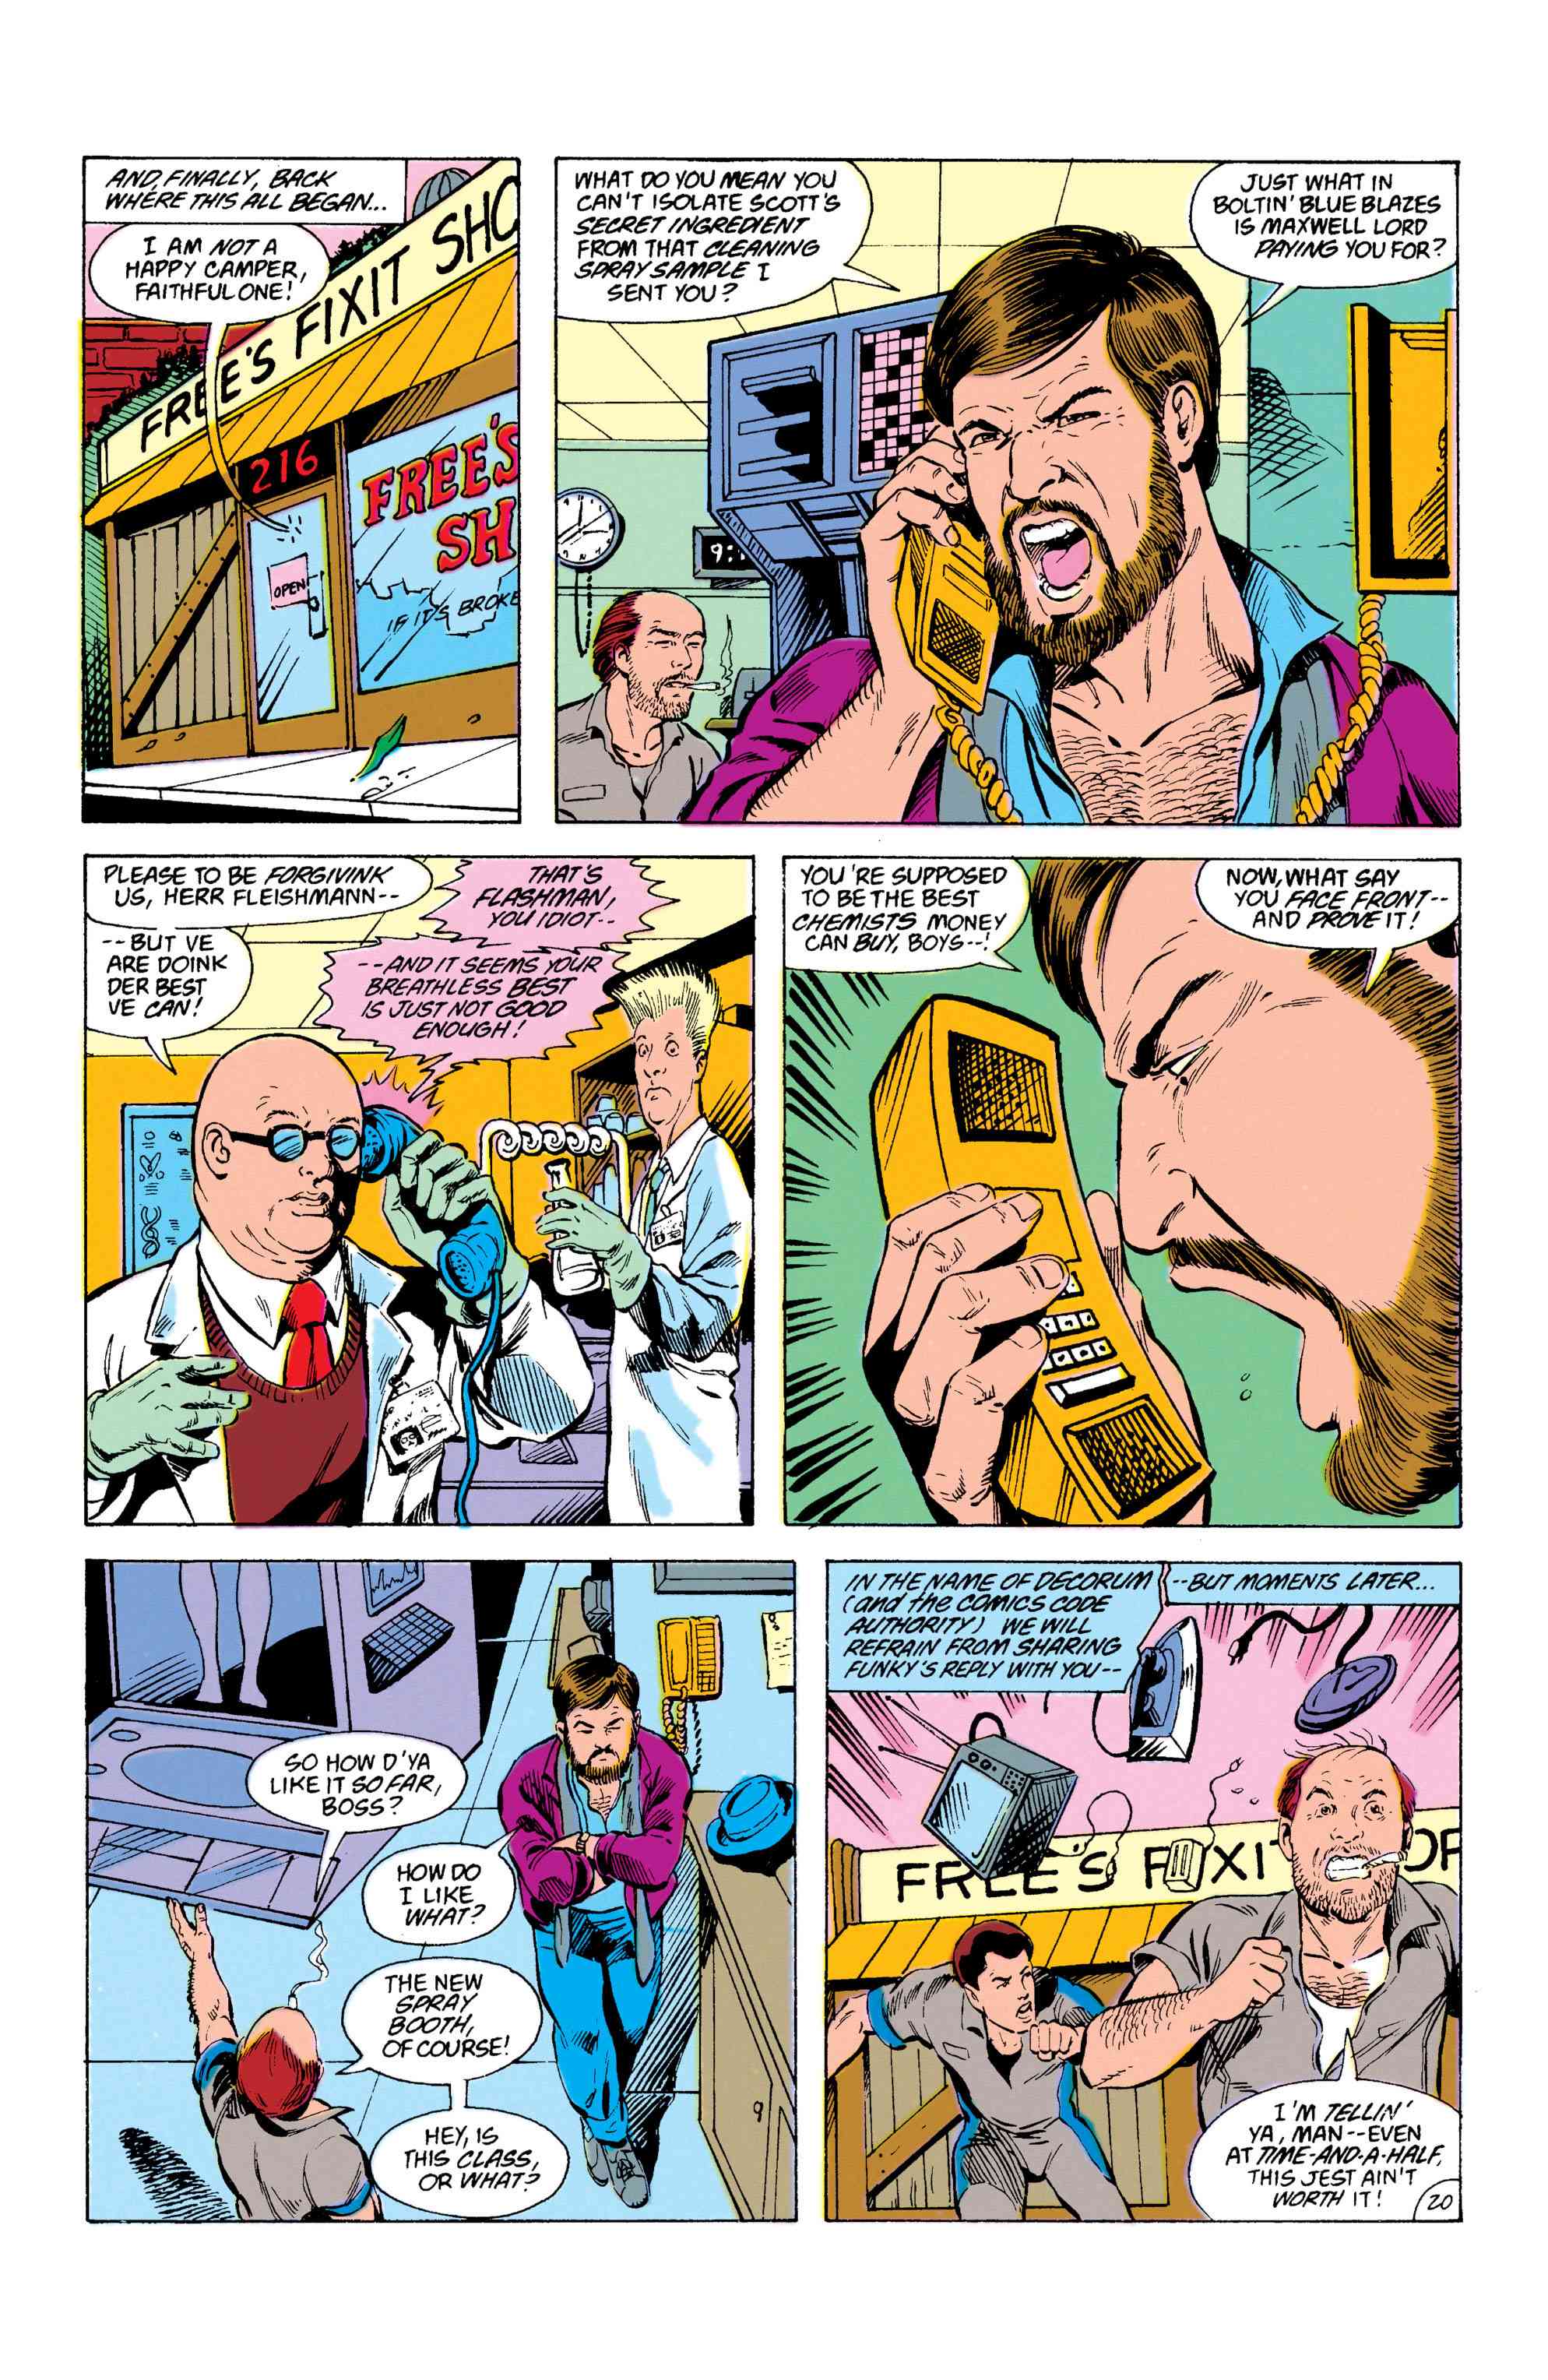 AND, FINALLY, BACK
WHERE THIS ALL BEGAN...
I AM NOT A
HAPPY CAMPER,
FAITHFUL ONE!
FREE'S FIXIT SHO
216
FREE'S
SH
OPEN
IF IT'S BROKE
WHAT DO YOU MEAN YOU
CAN'T ISOLATE SCOTT'S
SECRET INGREDIENT
FROM THAT CLEANING
SPRAY SAMPLE I
SENT YOU?
JUST WHAT IN
BOLTIN' BLUE BLAZES
IS MAXWELL LORD
PAYING YOU FOR?
9:
PLEASE TO BE FORGIVINK
US, HERR FLEISHMANN--
--BUT VE
ARE DOINK
DER BEST
VE CAN!
THAT'S
FLASHMAN,
YOU IDIOT--
--AND IT SEEMS YOUR
BREATHLESS BEST
IS JUST NOT GOOD
ENOUGH!
YOU'RE SUPPOSED
TO BE THE BEST
CHEMISTS MONEY
CAN BUY, BOYS--!
NOW, WHAT SAY
YOU FACE FRONT--
AND PROVE IT!
SO HOW D'YA
LIKE IT SO FAR,
BOSS?
HOW DO
I LIKE
WHAT?
THE NEW
SPRAY
BOOTH,
OF COURSE!
HEY, IS
THIS CLASS,
OR WHAT?
IN THE NAME OF DECORUM
(and the COMICS CODE
AUTHORITY) WE WILL
REFRAIN FROM SHARING
FUNKY'S REPLY WITH YOU--
--BUT MOMENTS LATER...
FREE'S F XIT OP
I'M TELLIN'
YA, MAN--EVEN
AT TIME-AND-A-HALF,
THIS JEST AIN'T
WORTH IT!
20